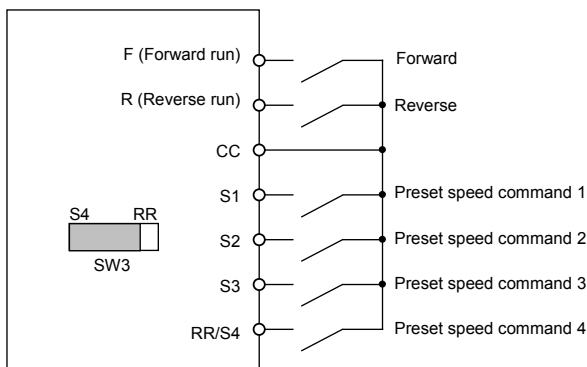 F (Forward run) Forward
R (Reverse run) Reverse
CC
S1 Preset speed command 1
S4 RR
S2 Preset speed command 2
SW3
S3 Preset speed command 3
RR/S4 Preset speed command 4